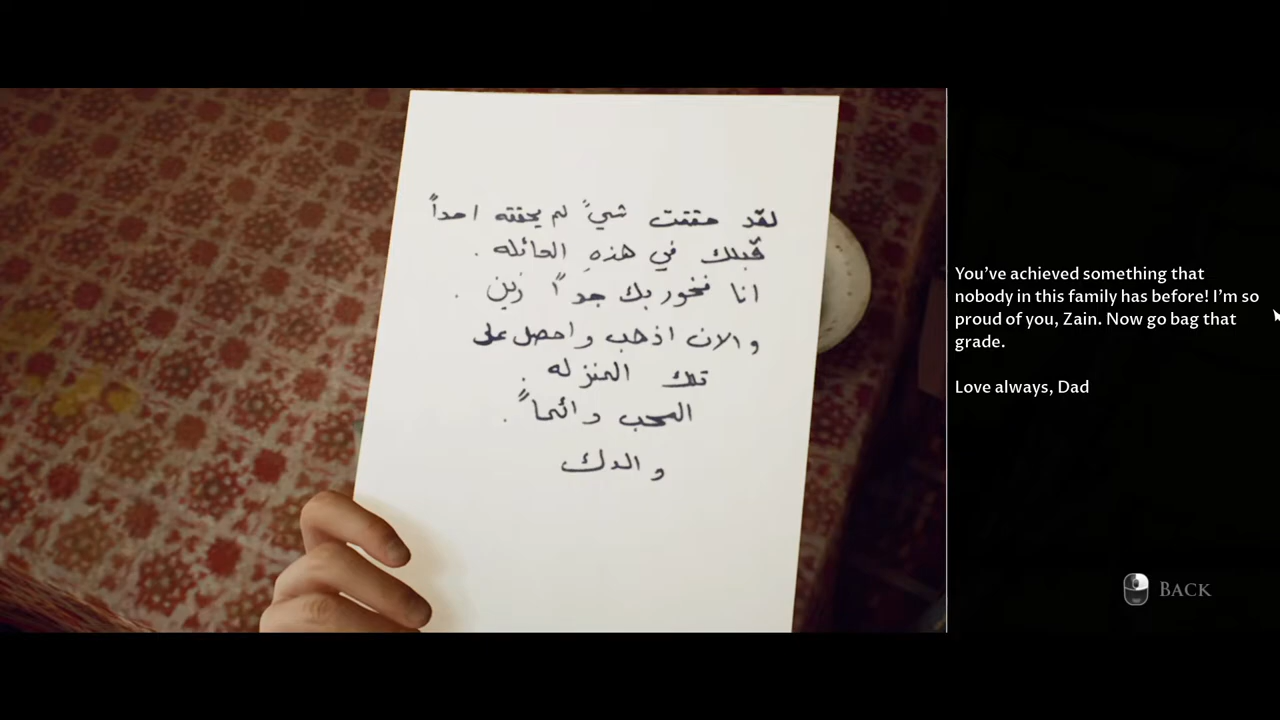 لقد حققت شيءً لم يحققه احداً
قبلك في هذهِ العائله .
انا فخور بك جداً زين .
والان اذهب واحصل على
تلك المنزله .
المحب دائماً .
والدك
You've achieved something that
nobody in this family has before! I'm so
proud of you, Zain. Now go bag that
grade.
Love always, Dad
BACK